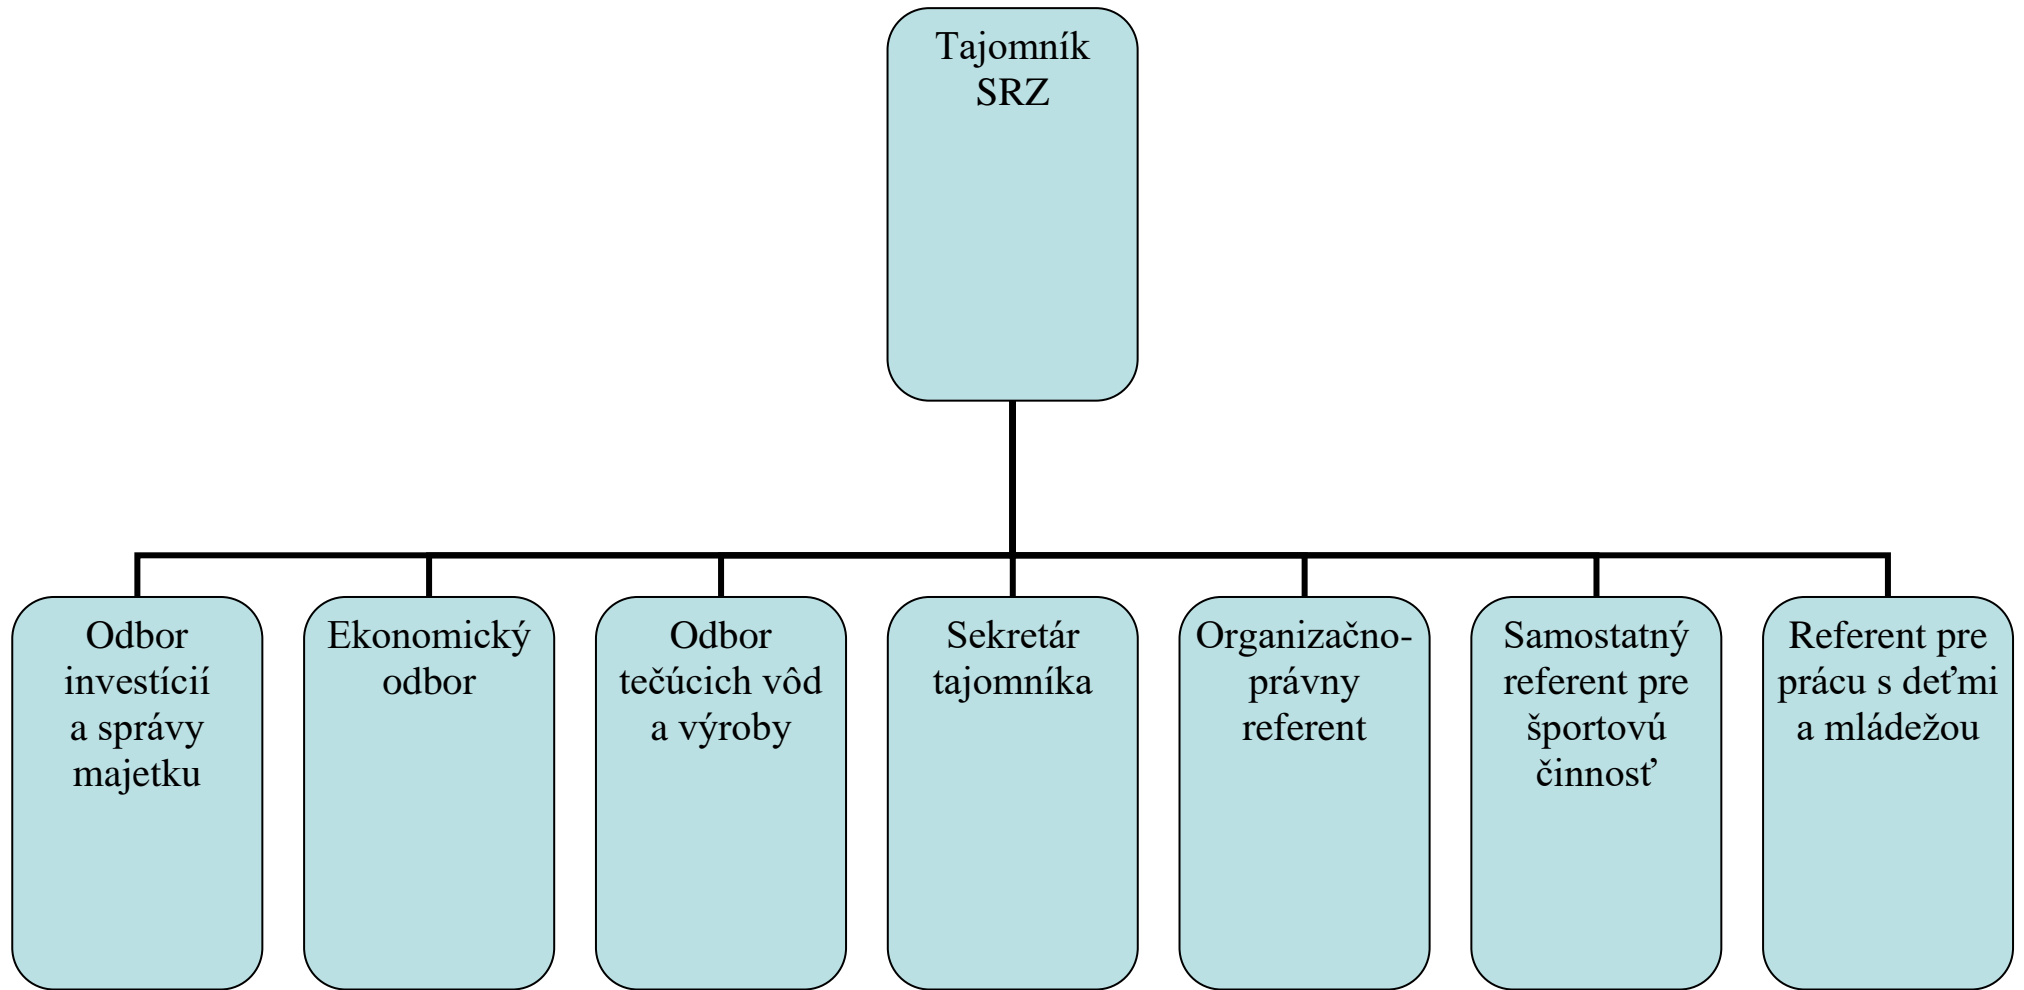 Tajomník
SRZ
Odbor
investícií
a správy
majetku
Ekonomický
odbor
Odbor
tečúcich vôd
a výroby
Sekretár
tajomníka
Organizačno-
právny
referent
Samostatný
referent pre
športovú
činnosť
Referent pre
prácu s deťmi
a mládežou